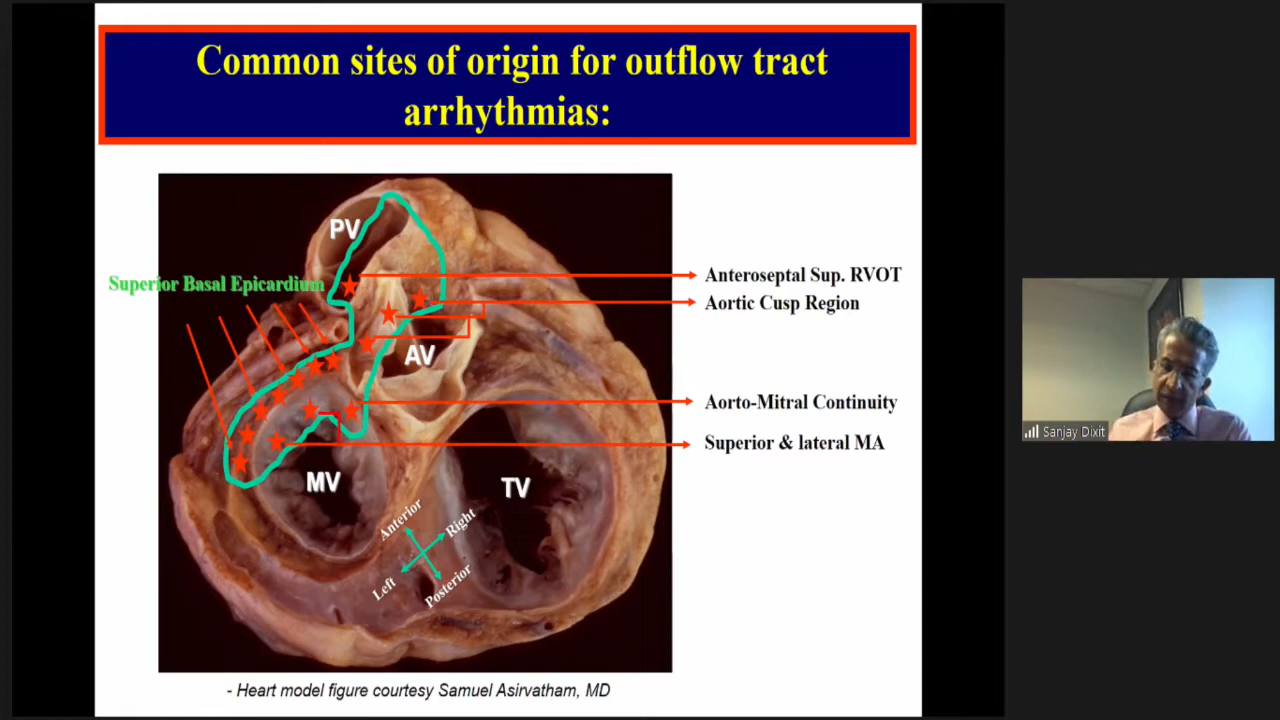 Common sites of origin for outflow tract
arrhythmias:
PV
Superior Basal Epicardium
Anteroseptal Sup. RVOT
Aortic Cusp Region
AV
Aorto-Mitral Continuity
Superior & lateral MA
MV
TV
Anterior
Right
Left
Posterior
Sanjay Dixit
- Heart model figure courtesy Samuel Asirvatham, MD